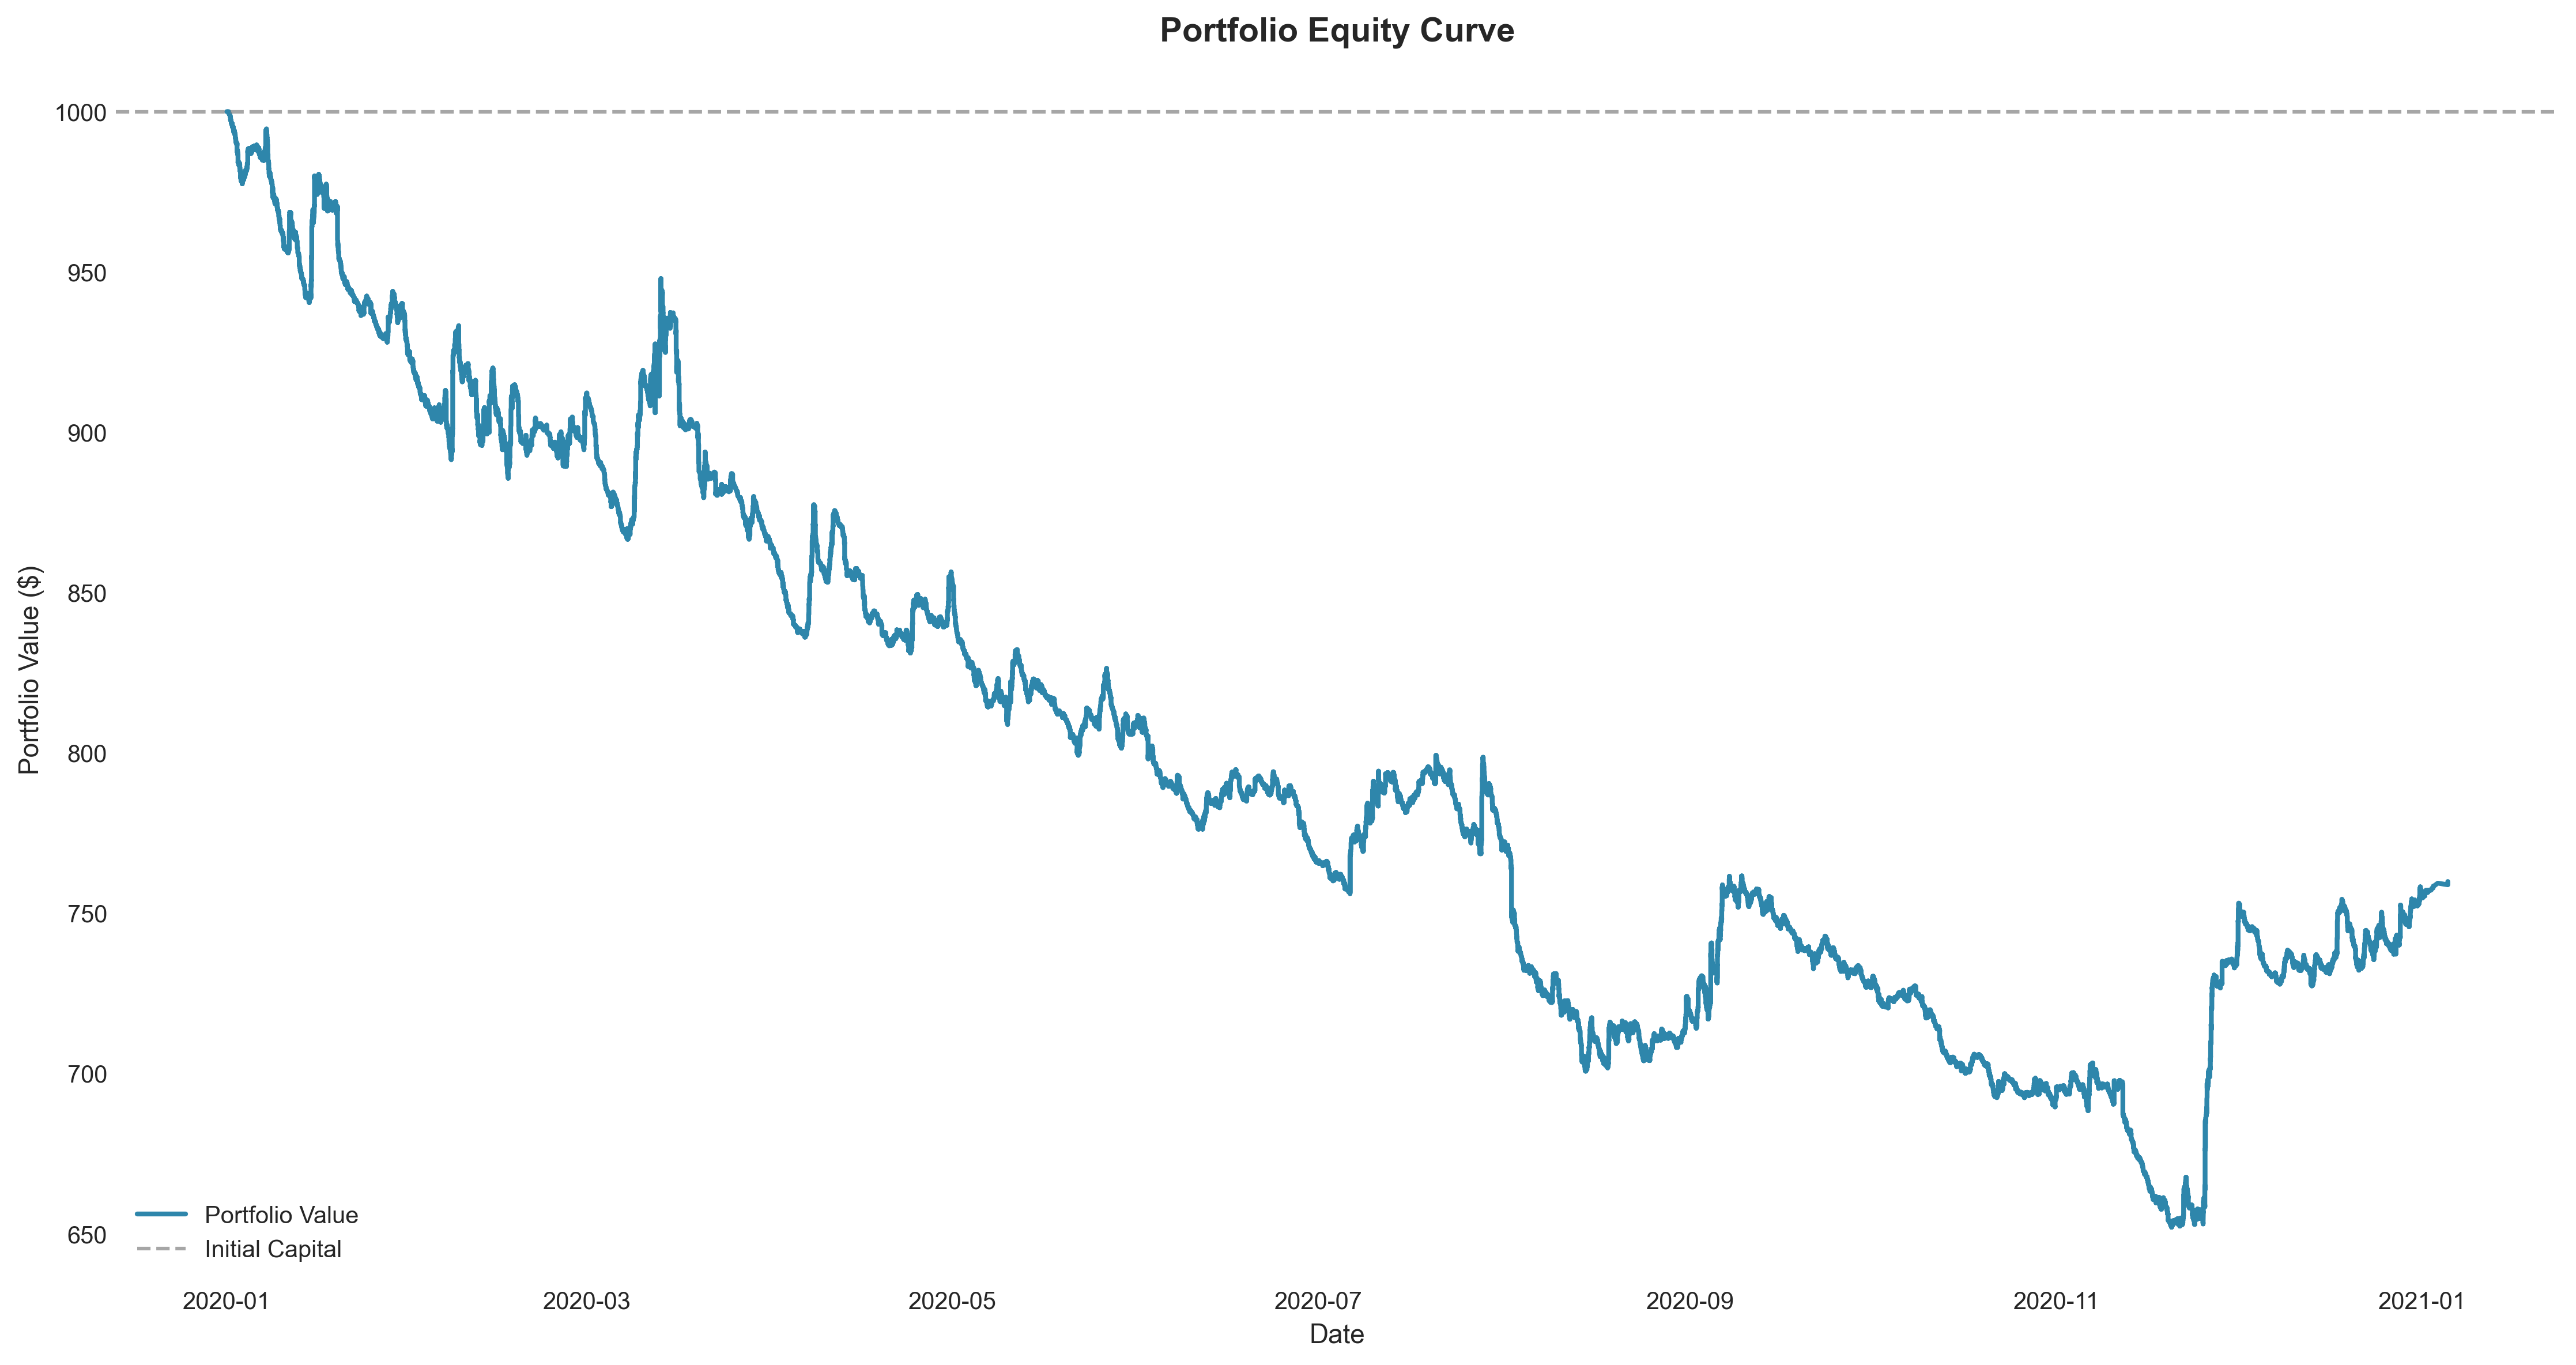 Portfolio Equity Curve
1000
950
900
850
800
750
700
650
Portfolio Value ($)
Portfolio Value
Initial Capital
2020-01 2020-03 2020-05 2020-07 2020-09 2020-11 2021-01
Date